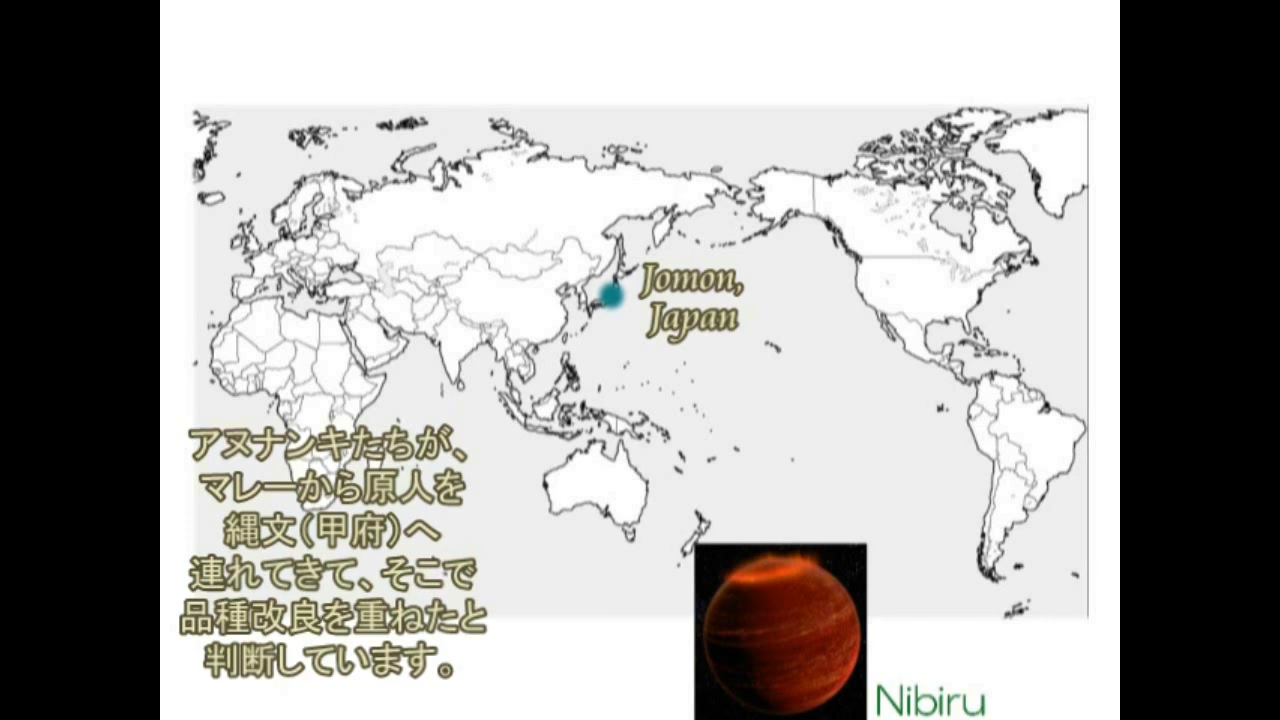 Jomon,
Japan
アヌナンキたちが、
マレーから原人を
縄文(甲府)へ
連れてきて、そこで
品種改良を重ねたと
判断しています。
Nibiru